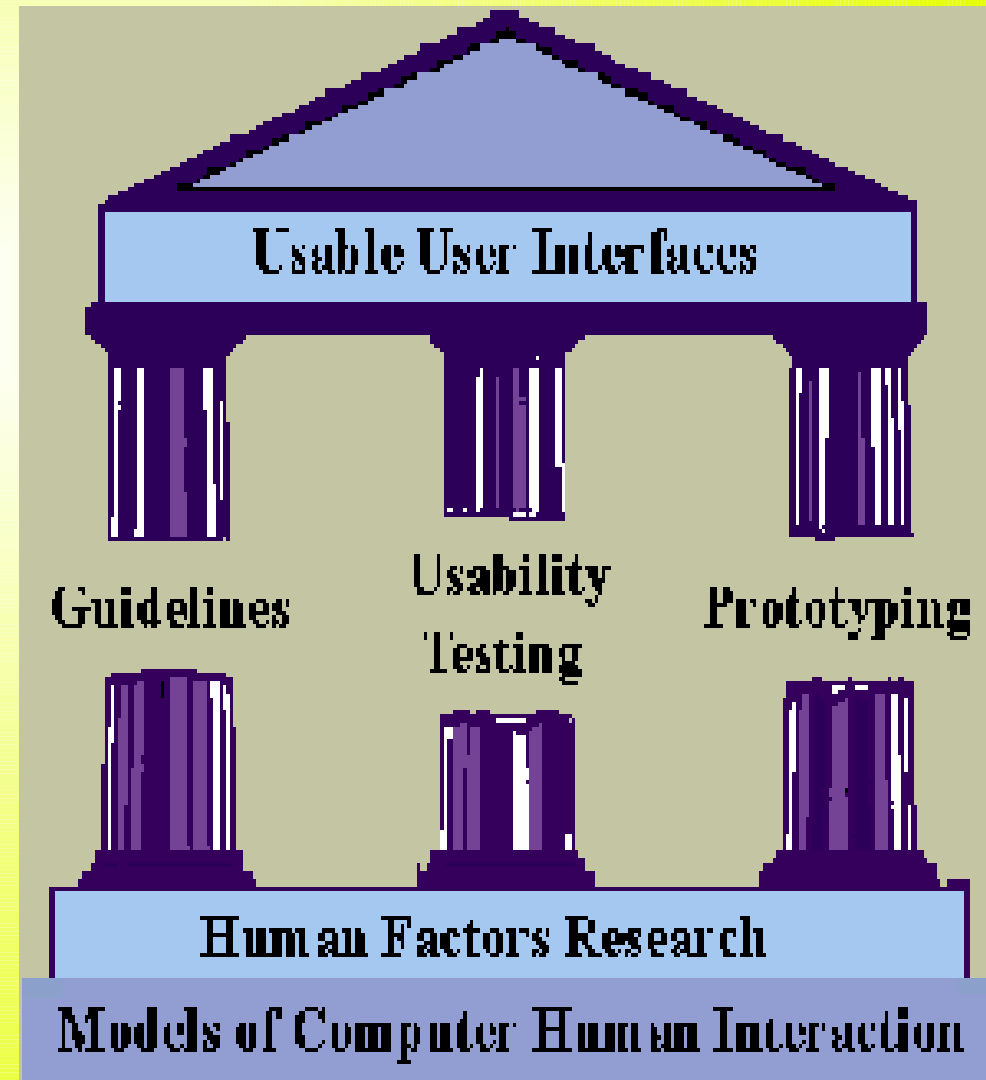 Usable User Interfaces
Guidelines
Usability
Testing
Prototyping
Human Factors Research
Models of Computer Human Interaction